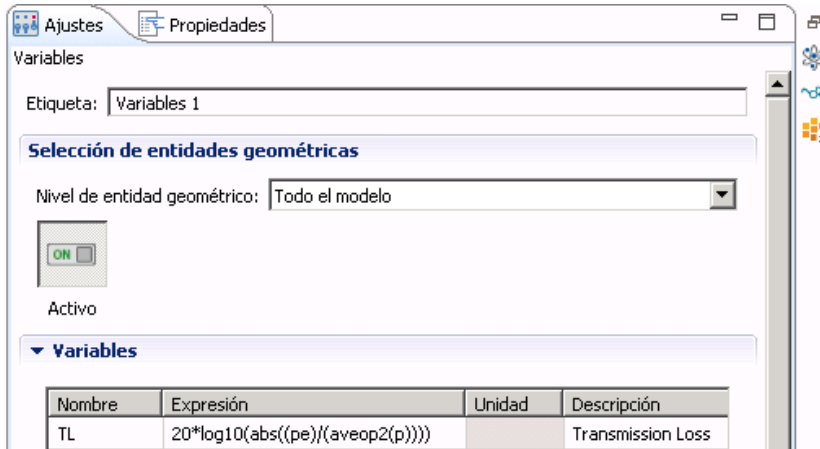 Ajustes Propiedades
Variables
Etiqueta: Variables 1
Selección de entidades geométricas
Nivel de entidad geométrico: Todo el modelo
ON
Activo
Variables
Nombre Expresión Unidad Descripción
TL 20*log10(abs((pe)/(aveop2(p)))) Transmission Loss